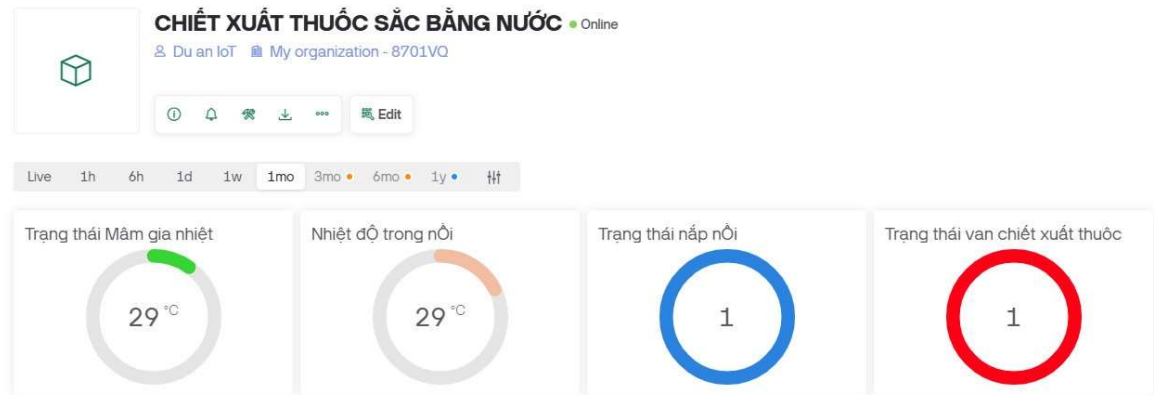 CHIẾT XUẤT THUỐC SẮC BẰNG NƯỚC Online
Du an IoT My organization - 8701VQ
Edit
Live 1h 6h 1d 1w 1mo 3mo 6mo 1y
Trạng thái Mâm gia nhiệt
Nhiệt độ trong nồi
Trạng thái nắp nồi
Trạng thái van chiết xuất thuôc
29 °C
29 °C
1
1